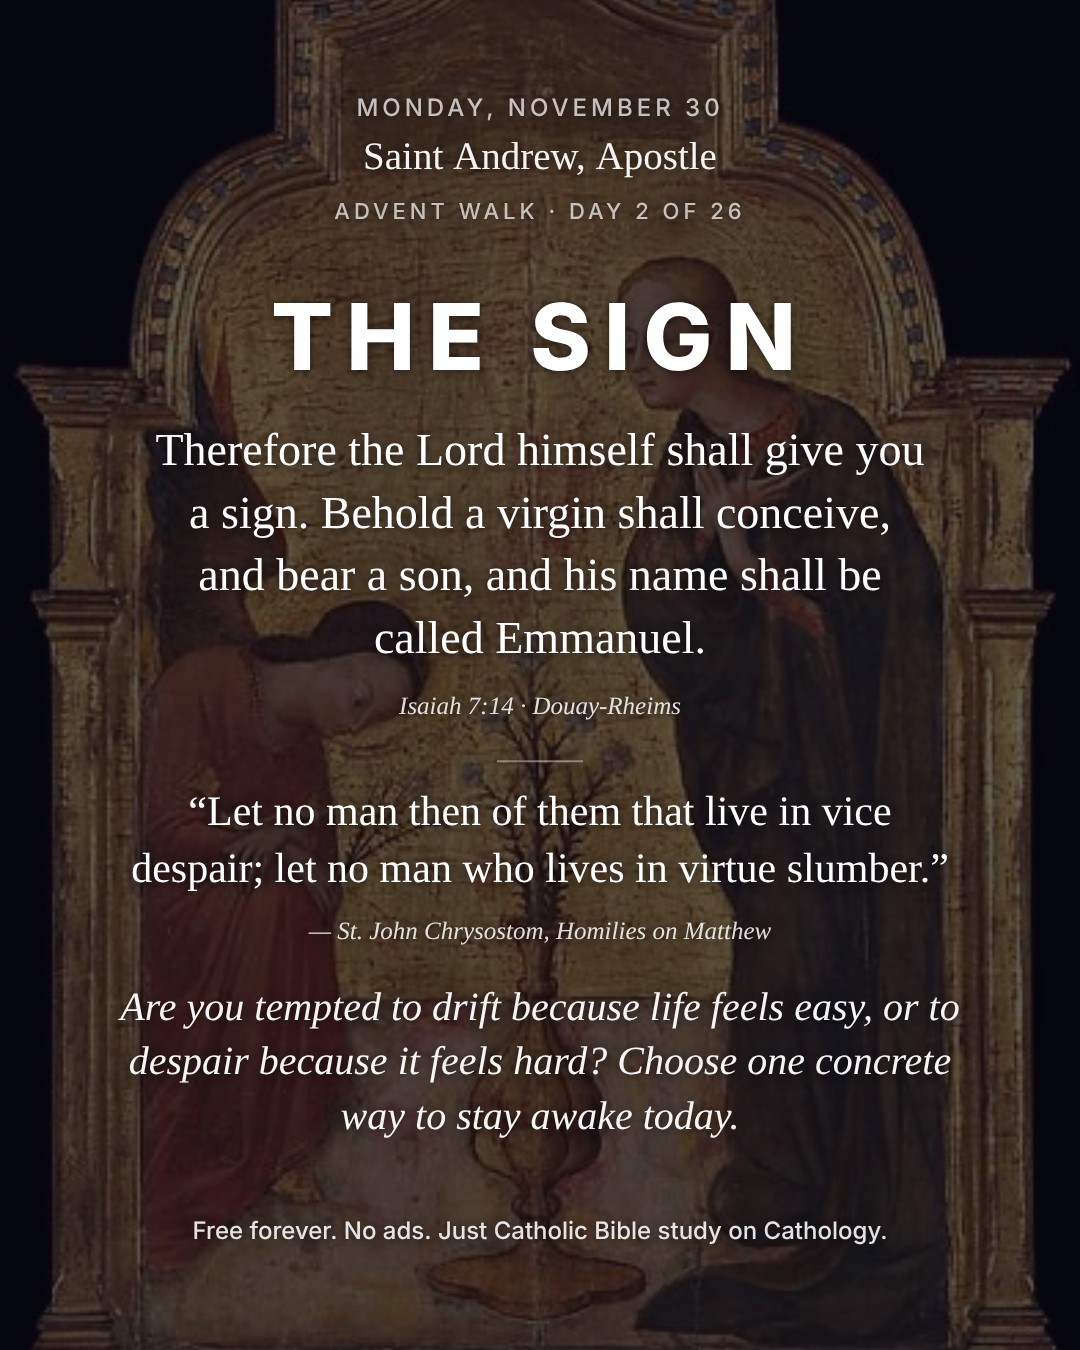 MONDAY, NOVEMBER 30
Saint Andrew, Apostle
ADVENT WALK · DAY 2 OF 26
THE SIGN
Therefore the Lord himself shall give you
a sign. Behold a virgin shall conceive,
and bear a son, and his name shall be
called Emmanuel.
Isaiah 7:14 · Douay-Rheims
“Let no man then of them that live in vice
despair; let no man who lives in virtue slumber.”
— St. John Chrysostom, Homilies on Matthew
Are you tempted to drift because life feels easy, or to
despair because it feels hard? Choose one concrete
way to stay awake today.
Free forever. No ads. Just Catholic Bible study on Cathology.